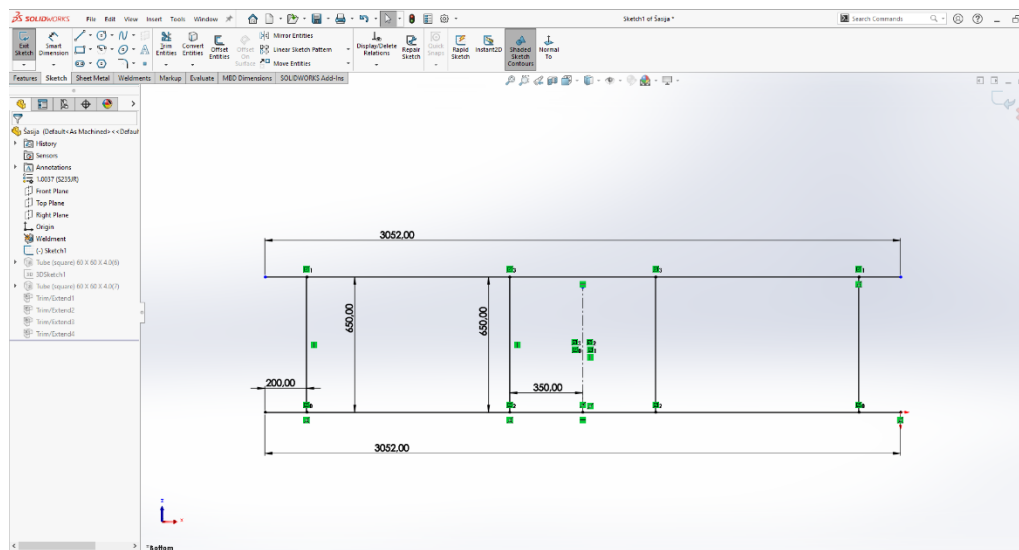 SOLIDWORKS File Edit View Insert Tools Window Sketch1 of Sasija * Search Commands
Exit Sketch
Smart Dimension
Trim Entities
Convert Entities
Offset Entities
Offset On Surface
Mirror Entities
Linear Sketch Pattern
Move Entities
Display/Delete Relations
Repair Sketch
Quick Snaps
Rapid Sketch
Instant2D
Shaded Sketch Contours
Normal To
Features Sketch Sheet Metal Weldments Markup Evaluate MBD Dimensions SOLIDWORKS Add-Ins
Sasija (Default<As Machined><<Defaul
History
Sensors
Annotations
1.0037 (S235JR)
Front Plane
Top Plane
Right Plane
Origin
Weldment
(-) Sketch1
Tube (square) 60 X 60 X 4.0(6)
3DSketch1
Tube (square) 60 X 60 X 4.0(7)
Trim/Extend1
Trim/Extend2
Trim/Extend3
Trim/Extend4
3052,00
650,00
650,00
200,00
350,00
3052,00
*Bottom